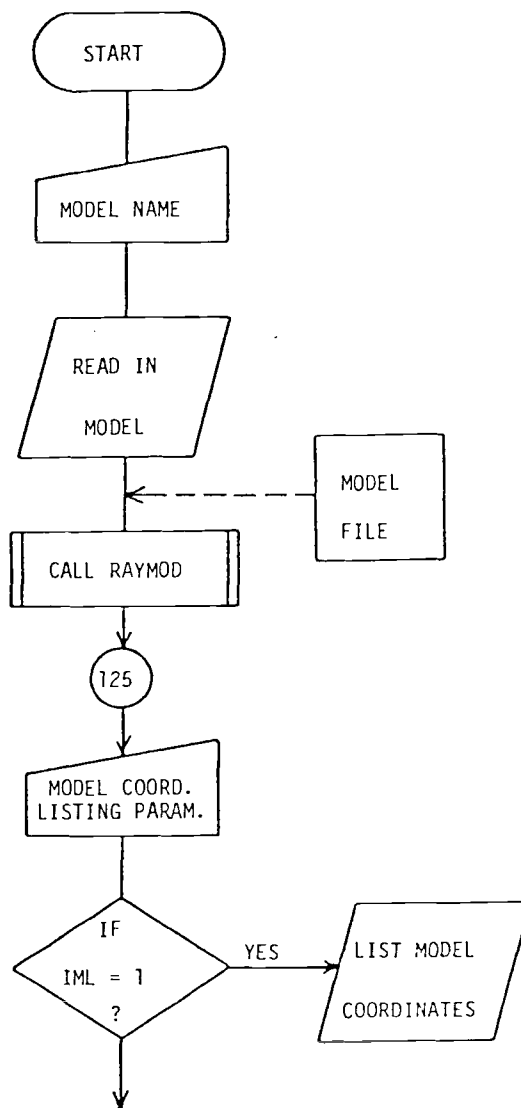 START
MODEL NAME
READ IN
MODEL
MODEL
FILE
CALL RAYMOD
125
MODEL COORD.
LISTING PARAM.
IF
IML = 1
?
YES
LIST MODEL
COORDINATES